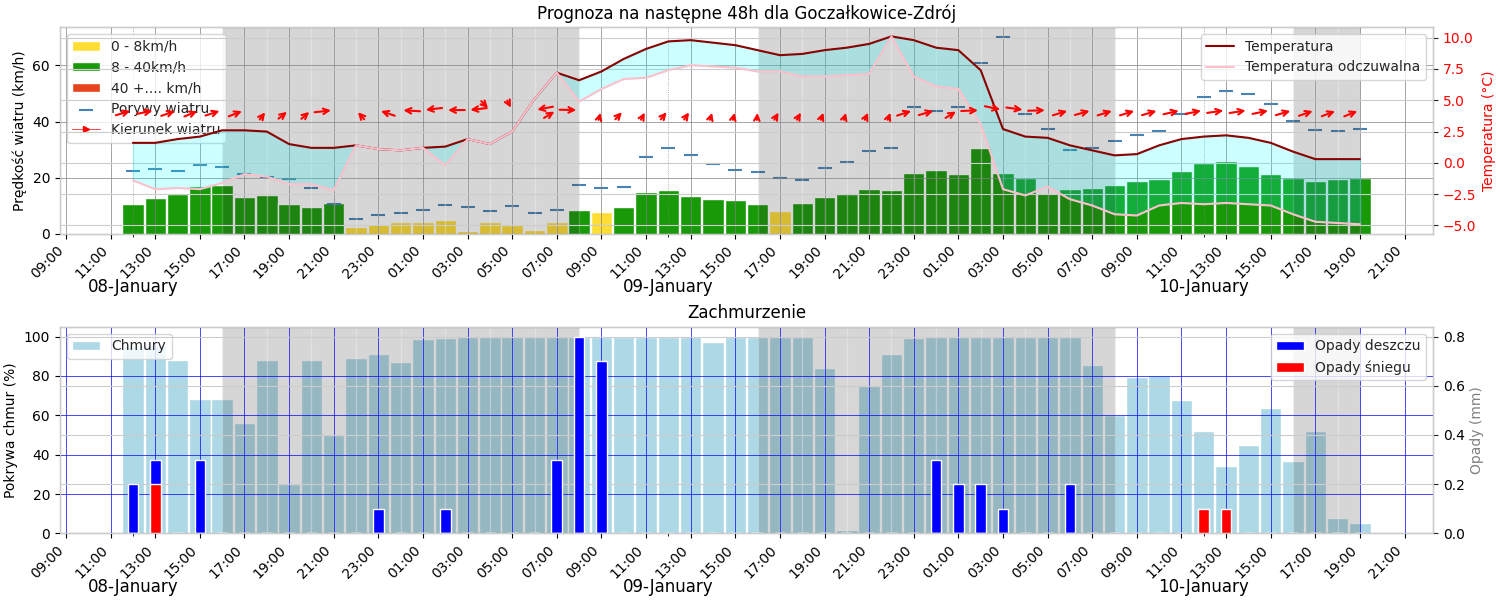 Prognoza na następne 48h dla Goczałkowice-Zdrój
Prędkość wiatru (km/h)
60
40
20
0
0 - 8km/h
8 - 40km/h
40 +.... km/h
Porywy wiatru
Kierunek wiatru
Temperatura
Temperatura odczuwalna
10.0
7.5
5.0
2.5
0.0
−2.5
−5.0
Temperatura (°C)
09:00 11:00 13:00 15:00 17:00 19:00 21:00 23:00 01:00 03:00 05:00 07:00 09:00 11:00 13:00 15:00 17:00 19:00 21:00 23:00 01:00 03:00 05:00 07:00 09:00 11:00 13:00 15:00 17:00 19:00 21:00
08-January 09-January 10-January
Zachmurzenie
Pokrywa chmur (%)
100
80
60
40
20
0
Chmury
Opady deszczu
Opady śniegu
0.8
0.6
0.4
0.2
0.0
Opady (mm)
09:00 11:00 13:00 15:00 17:00 19:00 21:00 23:00 01:00 03:00 05:00 07:00 09:00 11:00 13:00 15:00 17:00 19:00 21:00 23:00 01:00 03:00 05:00 07:00 09:00 11:00 13:00 15:00 17:00 19:00 21:00
08-January 09-January 10-January